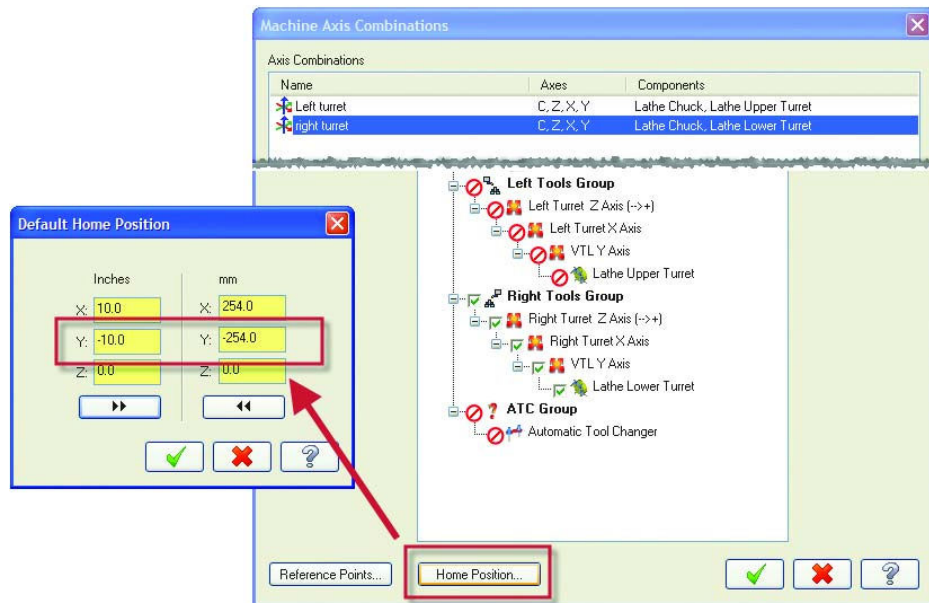 Machine Axis Combinations
Axis Combinations
Name Axes Components
Left turret C, Z, X, Y Lathe Chuck, Lathe Upper Turret
right turret C, Z, X, Y Lathe Chuck, Lathe Lower Turret
Left Tools Group
Left Turret Z Axis (-->+)
Left Turret X Axis
VTL Y Axis
Lathe Upper Turret
Right Tools Group
Right Turret Z Axis (-->+)
Right Turret X Axis
VTL Y Axis
Lathe Lower Turret
ATC Group
Automatic Tool Changer
Default Home Position
Inches mm
X: 10.0 X: 254.0
Y: -10.0 Y: -254.0
Z: 0.0 Z: 0.0
Reference Points... Home Position...